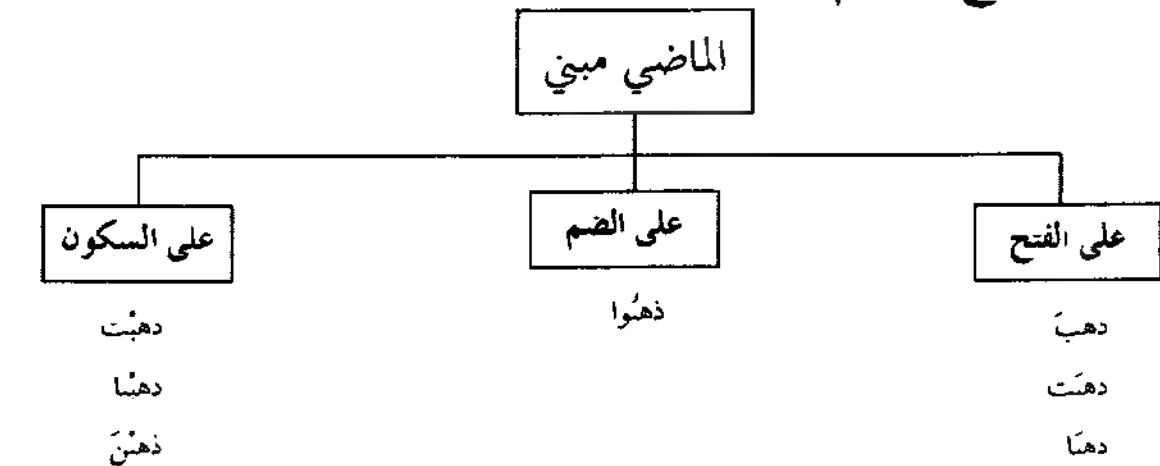 الماضي مبني
على الفتح
ذهبَ
ذهبَت
ذهبَا
على الضم
ذهبُوا
على السكون
ذهبْت
ذهبْنا
ذهبْنَ